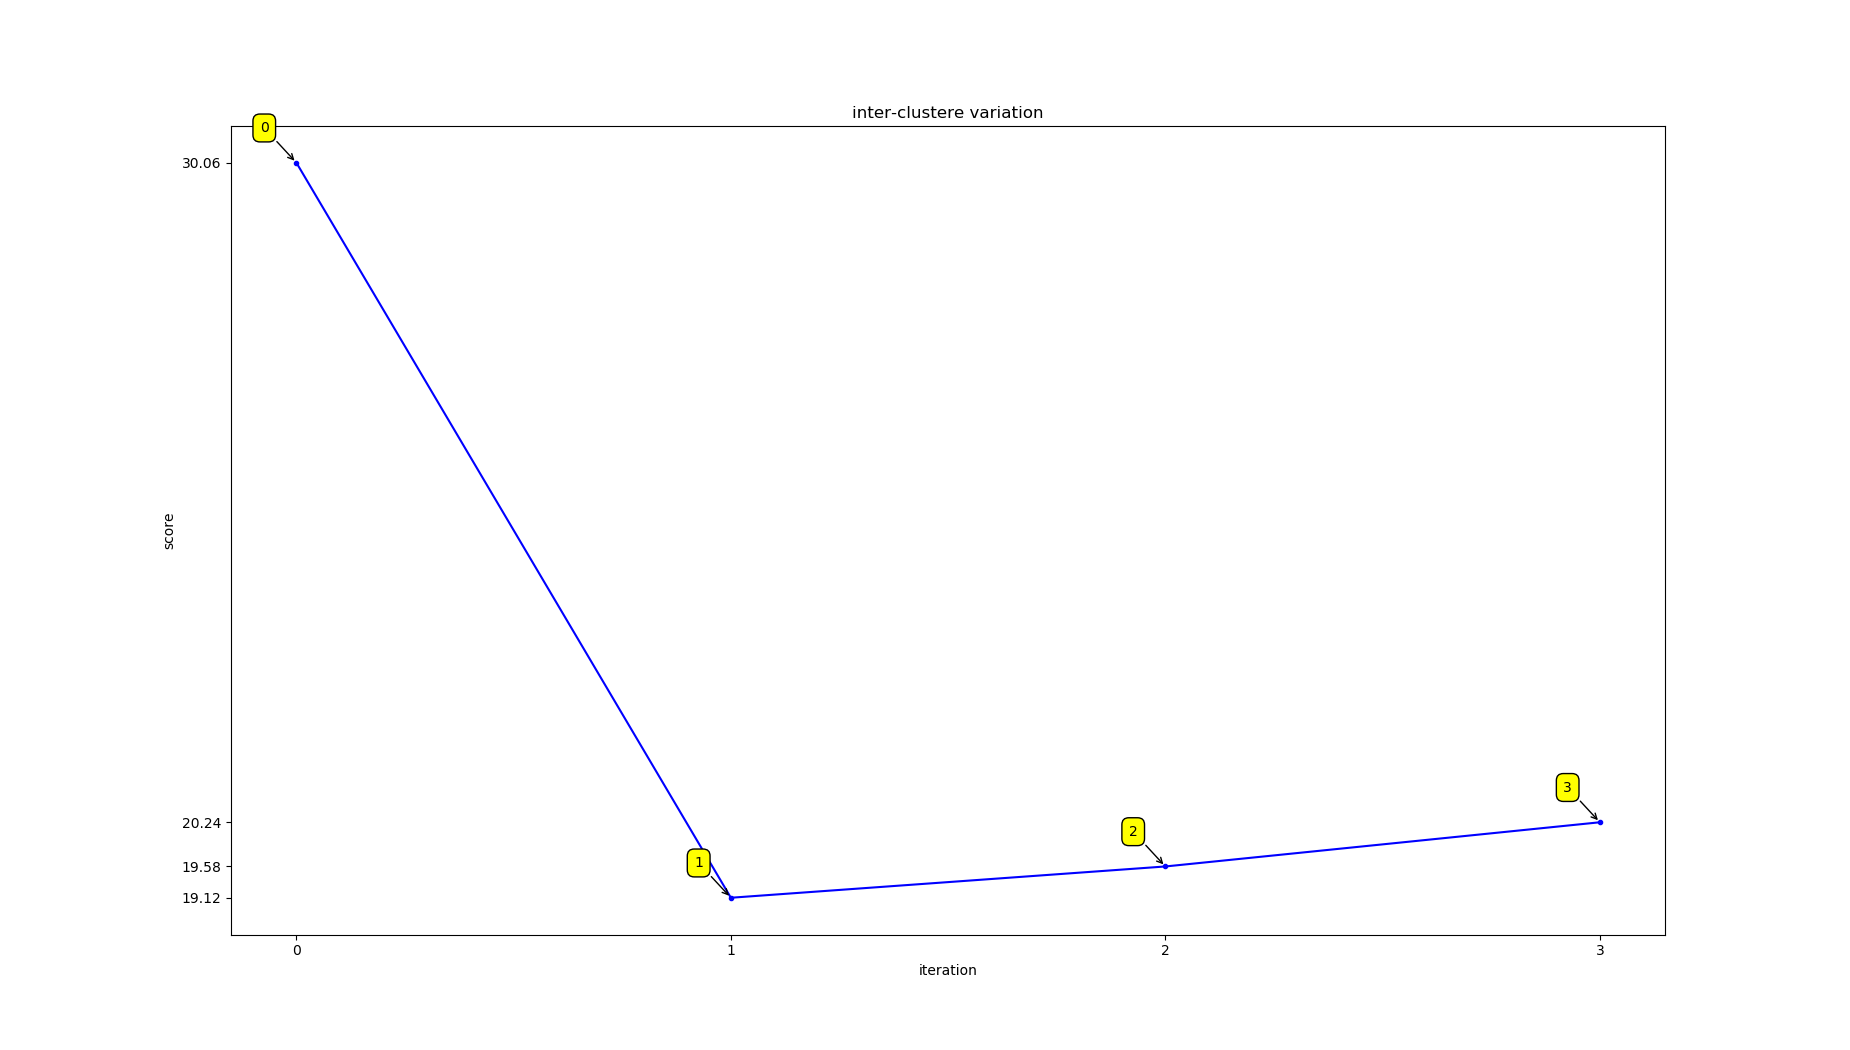 inter-clustere variation
0
30.06
score
3
20.24
2
19.58
1
19.12
0 1 2 3
iteration